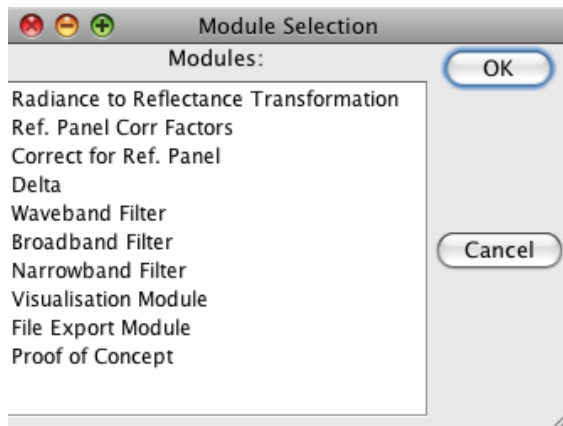 Module Selection
Modules:
OK
Radiance to Reflectance Transformation
Ref. Panel Corr Factors
Correct for Ref. Panel
Delta
Waveband Filter
Broadband Filter
Narrowband Filter
Visualisation Module
File Export Module
Proof of Concept
Cancel